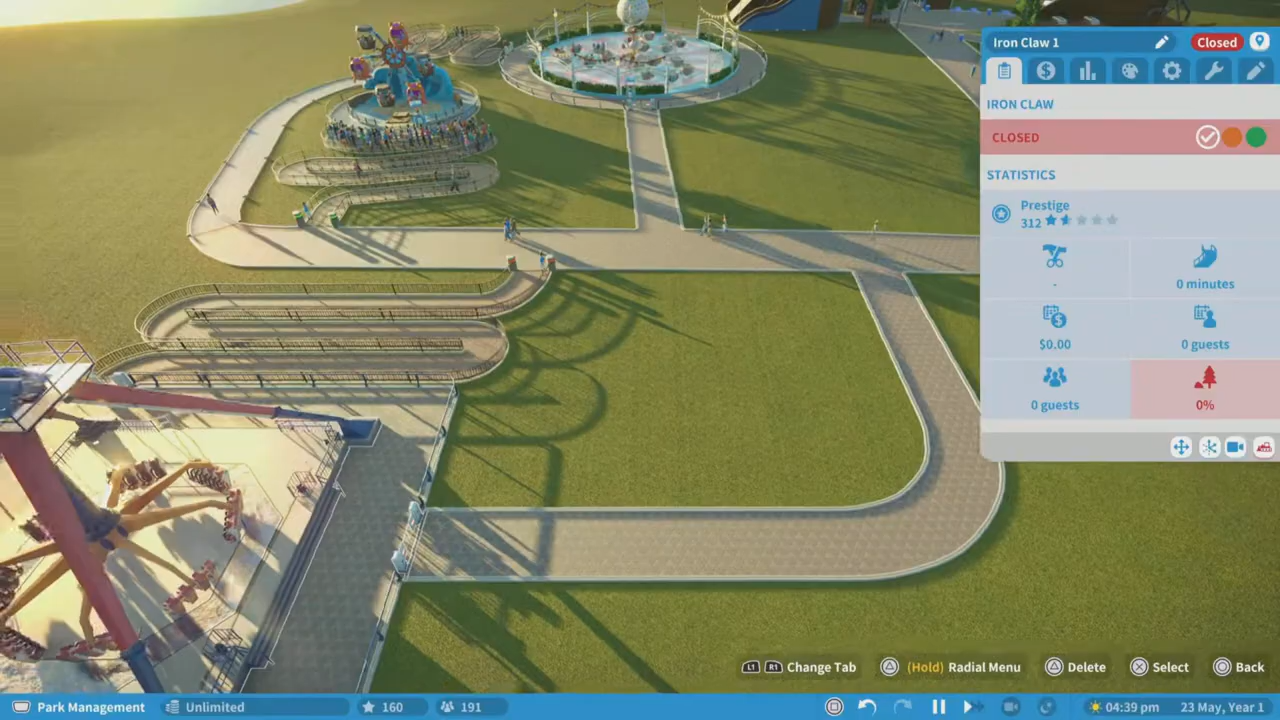 Iron Claw 1
Closed
IRON CLAW
CLOSED
STATISTICS
Prestige
312
-
0 minutes
$0.00
0 guests
0 guests
0%
L1 R1 Change Tab
(Hold) Radial Menu
Delete
Select
Back
Park Management
Unlimited
160
191
04:39 pm
23 May, Year 1